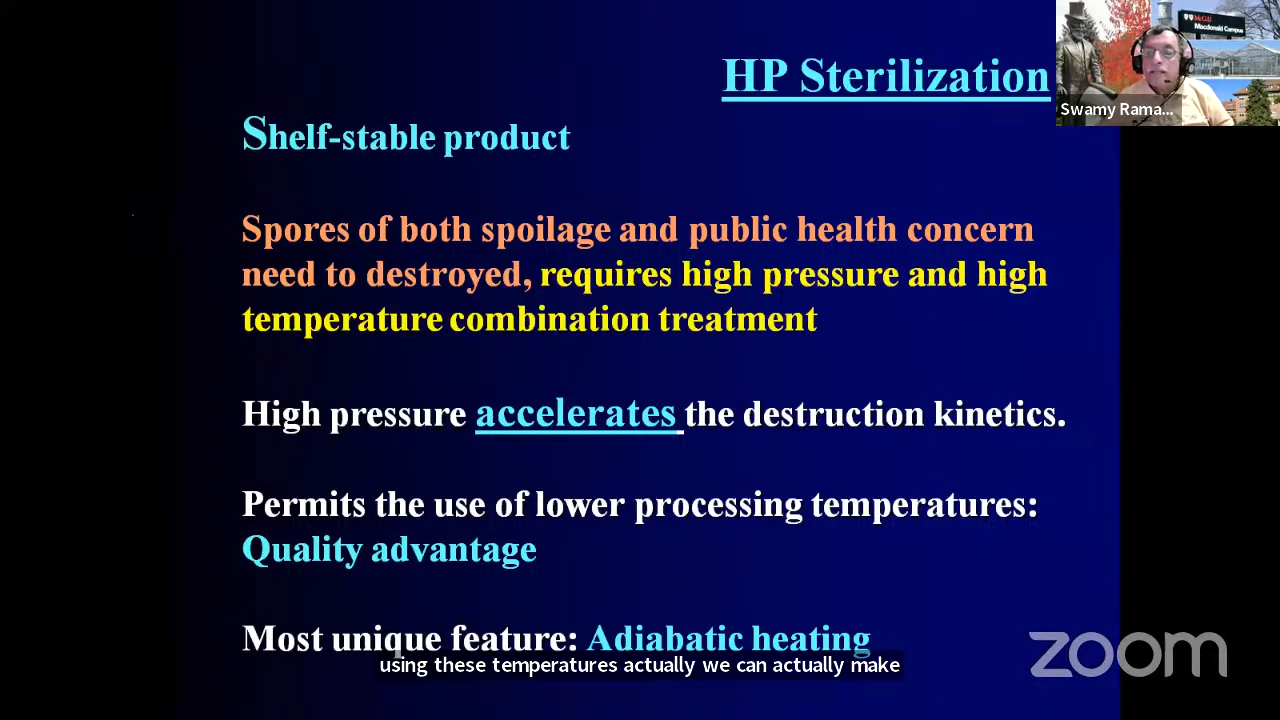 HP Sterilization
McGill
Macdonald Campus
Swamy Rama...
Shelf-stable product
Spores of both spoilage and public health concern
need to destroyed, requires high pressure and high
temperature combination treatment
High pressure accelerates the destruction kinetics.
Permits the use of lower processing temperatures:
Quality advantage
Most unique feature: Adiabatic heating
using these temperatures actually we can actually make
zoom